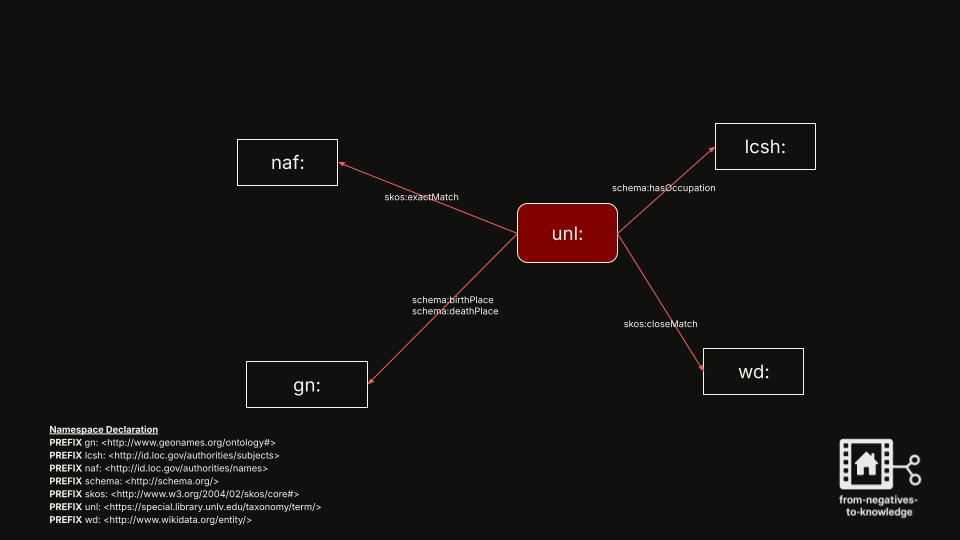 lcsh:
naf:
schema:hasOccupation
skos:exactMatch
unl:
schema:birthPlace
schema:deathPlace
skos:closeMatch
wd:
gn:
Namespace Declaration
PREFIX gn: <http://www.geonames.org/ontology#>
PREFIX lcsh: <http://id.loc.gov/authorities/subjects>
PREFIX naf: <http://id.loc.gov/authorities/names>
PREFIX schema: <http://schema.org/>
PREFIX skos: <http://www.w3.org/2004/02/skos/core#>
PREFIX unl: <https://special.library.unlv.edu/taxonomy/term/>
PREFIX wd: <http://www.wikidata.org/entity/>
from-negatives-
to-knowledge